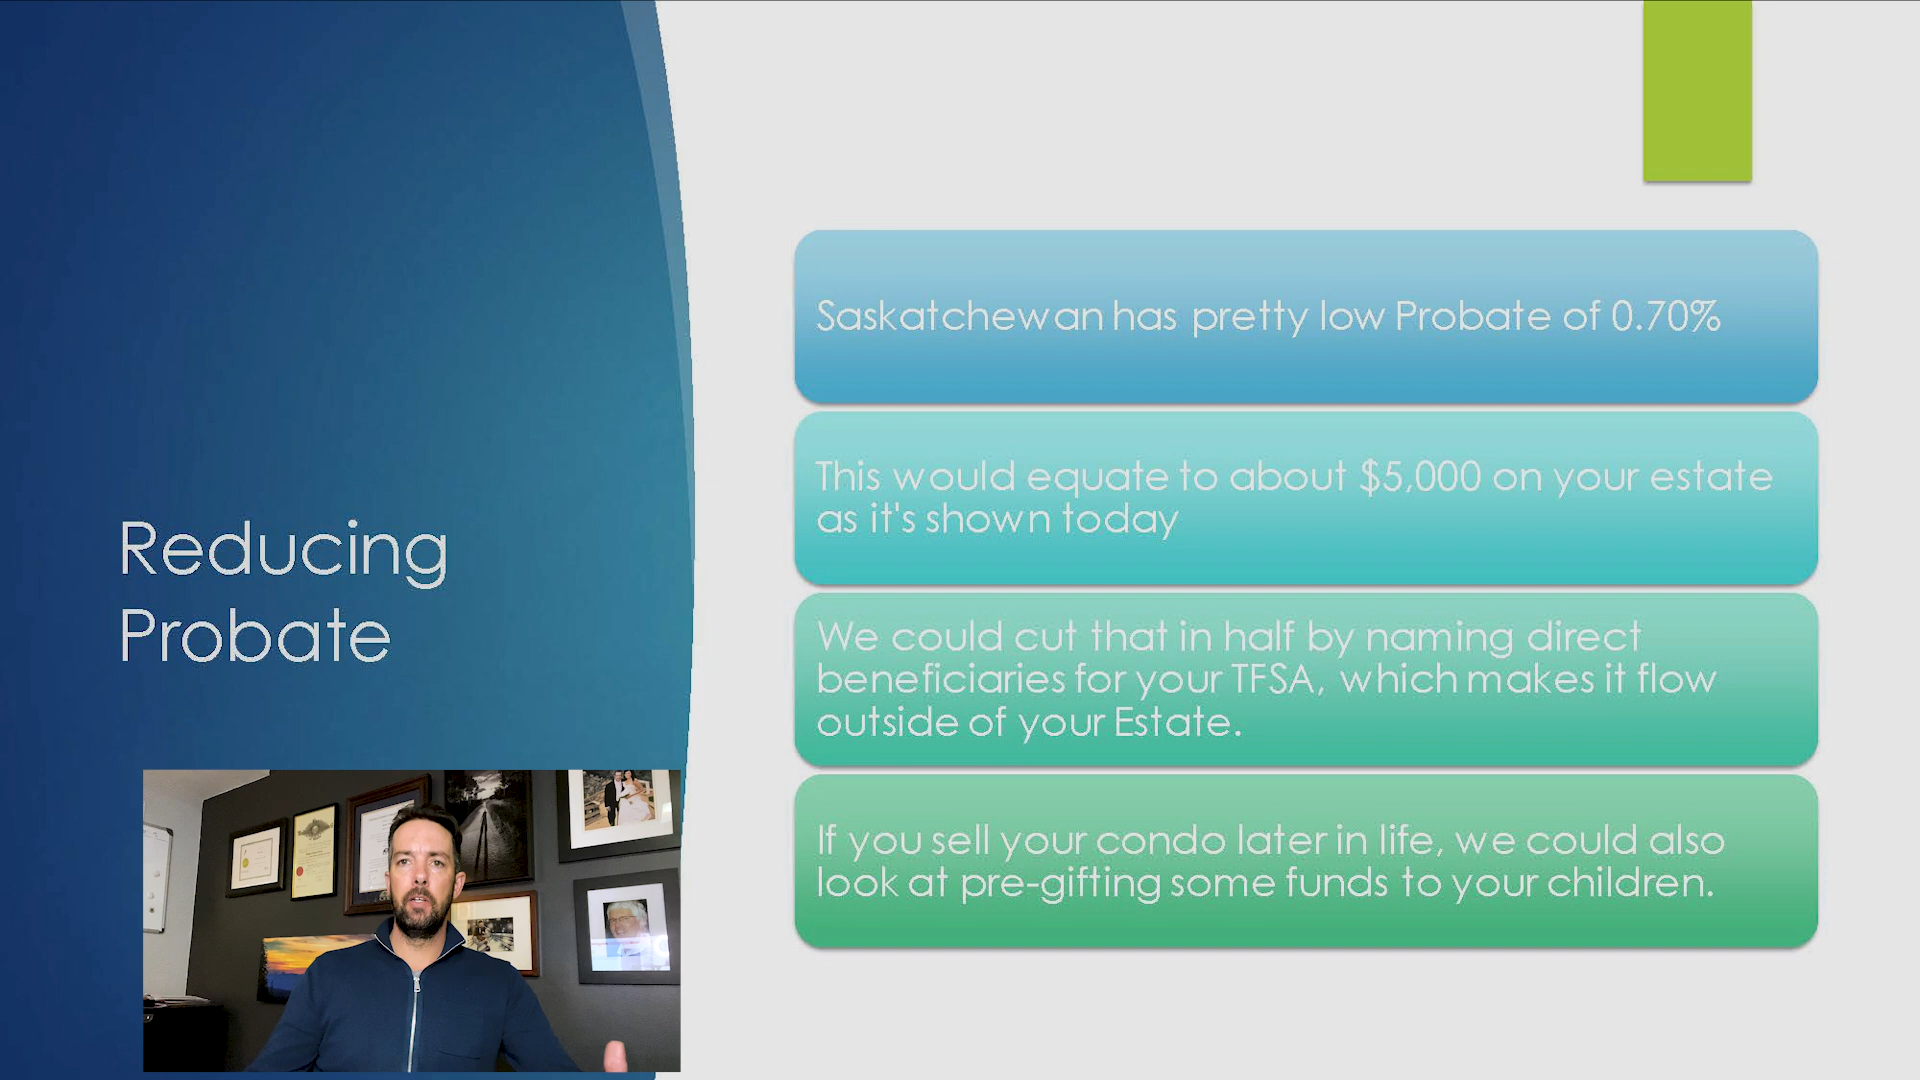 Reducing
Probate
Saskatchewan has pretty low Probate of 0.70%
This would equate to about $5,000 on your estate
as it's shown today
We could cut that in half by naming direct
beneficiaries for your TFSA, which makes it flow
outside of your Estate.
If you sell your condo later in life, we could also
look at pre-gifting some funds to your children.